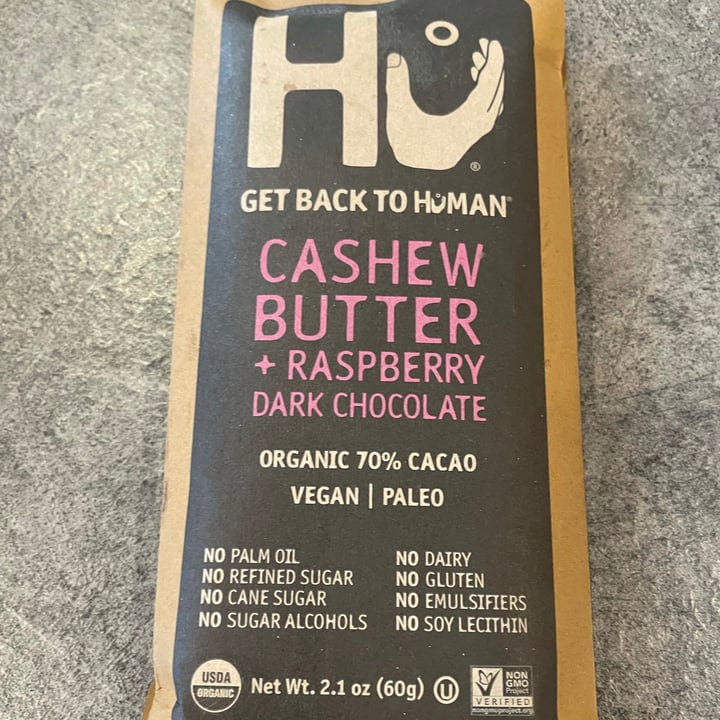 HU®
GET BACK TO HUMAN®
CASHEW
BUTTER
+ RASPBERRY
DARK CHOCOLATE
ORGANIC 70% CACAO
VEGAN | PALEO
NO PALM OIL
NO REFINED SUGAR
NO CANE SUGAR
NO SUGAR ALCOHOLS
NO DAIRY
NO GLUTEN
NO EMULSIFIERS
NO SOY LECITHIN
USDA
ORGANIC
Net Wt. 2.1 oz (60g)
U
NON
GMO
Project
VERIFIED
nongmoproject.org